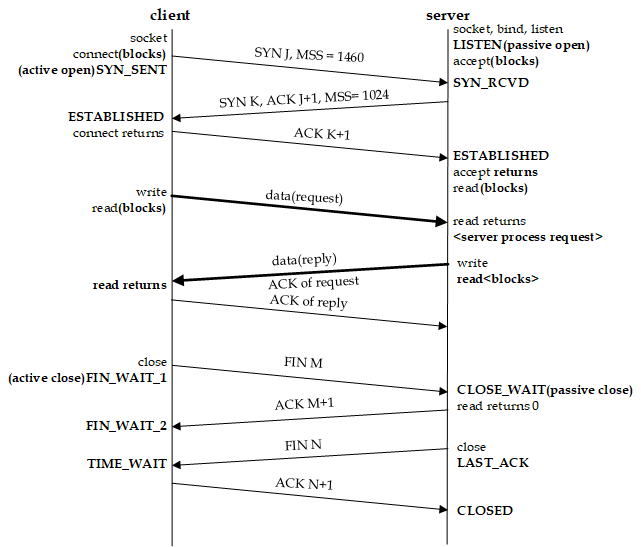 client
server
socket
connect(blocks)
(active open)SYN_SENT
SYN J, MSS = 1460
socket, bind, listen
LISTEN(passive open)
accept(blocks)
SYN_RCVD
SYN K, ACK J+1, MSS= 1024
ESTABLISHED
connect returns
ACK K+1
ESTABLISHED
accept returns
read(blocks)
write
read(blocks)
data(request)
read returns
<server process request>
data(reply)
write
read<blocks>
ACK of request
read returns
ACK of reply
close
(active close)FIN_WAIT_1
FIN M
CLOSE_WAIT(passive close)
read returns 0
ACK M+1
FIN_WAIT_2
FIN N
close
LAST_ACK
TIME_WAIT
ACK N+1
CLOSED